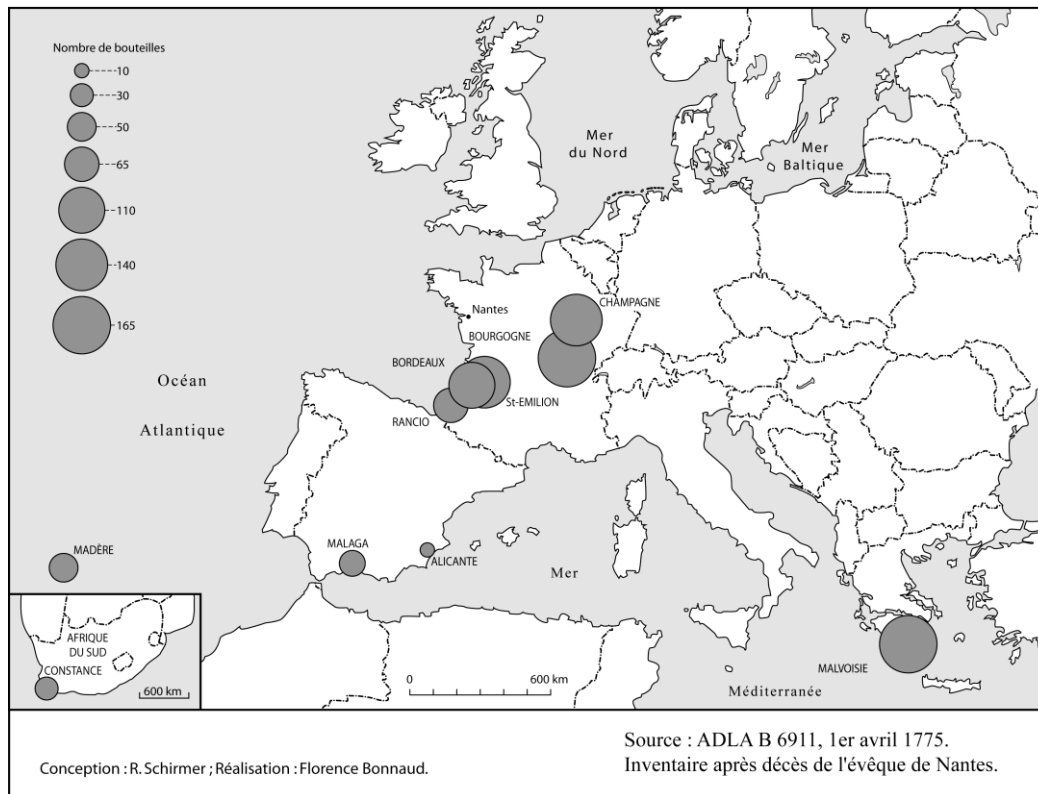 Nombre de bouteilles
10
30
50
65
110
140
165
Mer
du Nord
Mer
Baltique
Océan
Atlantique
Nantes
CHAMPAGNE
BOURGOGNE
BORDEAUX
St-EMILION
RANCIO
MADÈRE
MALAGA
ALICANTE
Mer
Méditerranée
MALVOISIE
AFRIQUE
DU SUD
CONSTANCE
600 km
0
600 km
Conception : R. Schirmer ; Réalisation : Florence Bonnaud.
Source : ADLA B 6911, 1er avril 1775.
Inventaire après décès de l'évêque de Nantes.